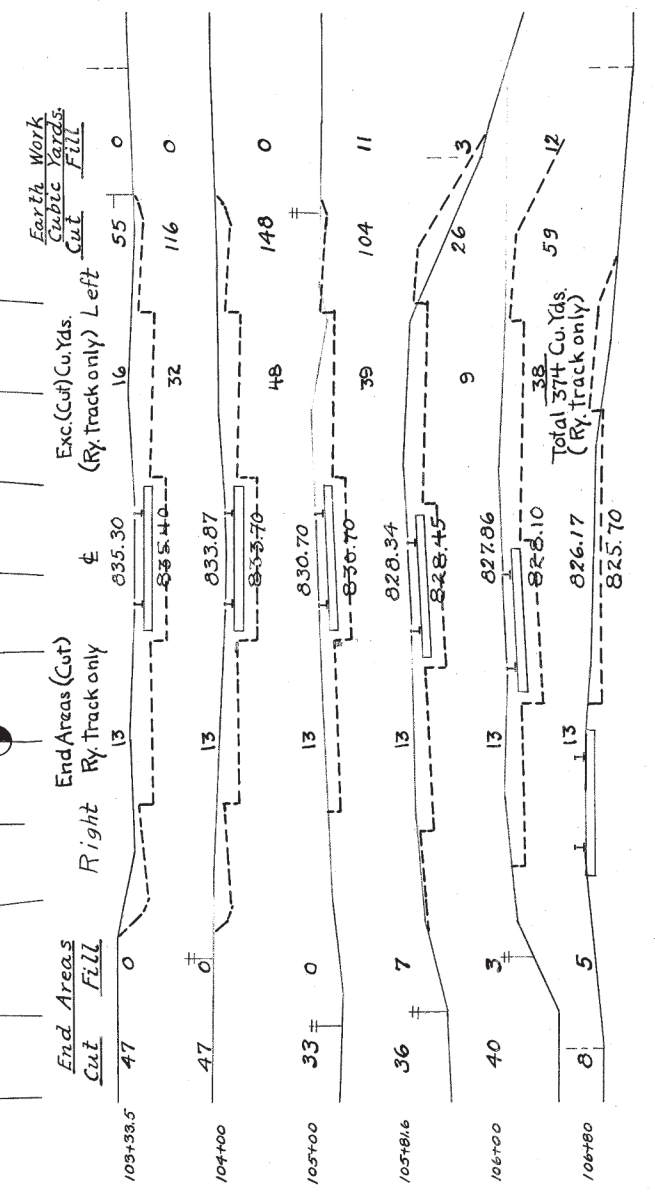 End Areas
Cut Fill
Right
End Areas (Cut)
Ry. Track only
℄
Exc. (Cut) Cu. Yds.
(Ry. track only) Left
Earth Work
Cubic Yards.
Cut Fill
103+33.5 47 0 13 835.30 16 55 0
835.40 32 116 0
104+00 47 0 13 833.87
833.70 48 148 0
105+00 33 0 13 830.70
830.70 39 104 11
105+81.6 36 7 13 828.34
828.45 9 26 3
106+00 40 3 13 827.86
828.10 38 59 12
Total 374 Cu. Yds.
(Ry. Track only)
106+80 8 5 13 826.17
825.70